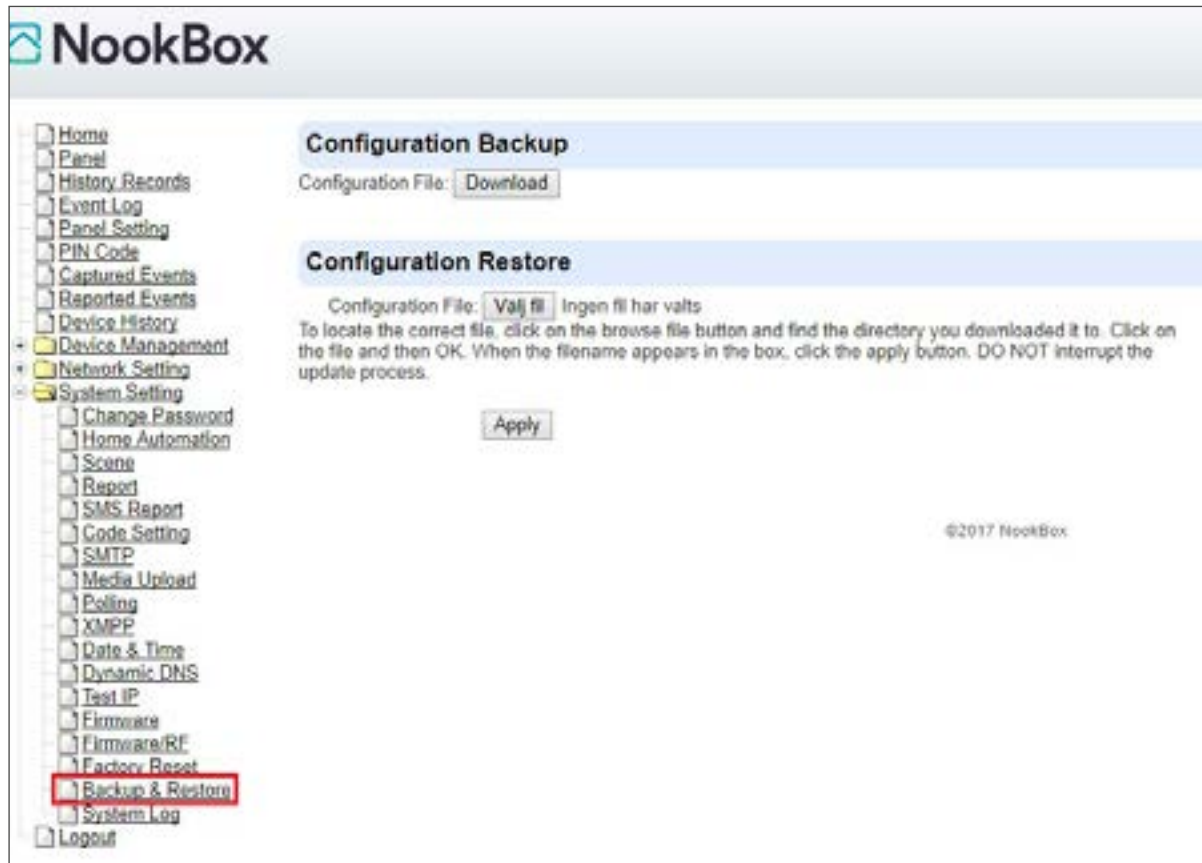 NookBox
Home
Panel
History Records
Event Log
Panel Setting
PIN Code
Captured Events
Reported Events
Device History
Device Management
Network Setting
System Setting
Change Password
Home Automation
Scene
Report
SMS Report
Code Setting
SMTP
Media Upload
Polling
XMPP
Date & Time
Dynamic DNS
Test IP
Firmware
Firmware/RF
Factory Reset
Backup & Restore
System Log
Logout
Configuration Backup
Configuration File: Download
Configuration Restore
Configuration File: Välj fil Ingen fil har valts
To locate the correct file, click on the browse file button and find the directory you downloaded it to. Click on
the file and then OK. When the filename appears in the box, click the apply button. DO NOT interrupt the
update process.
Apply
©2017 NookBox